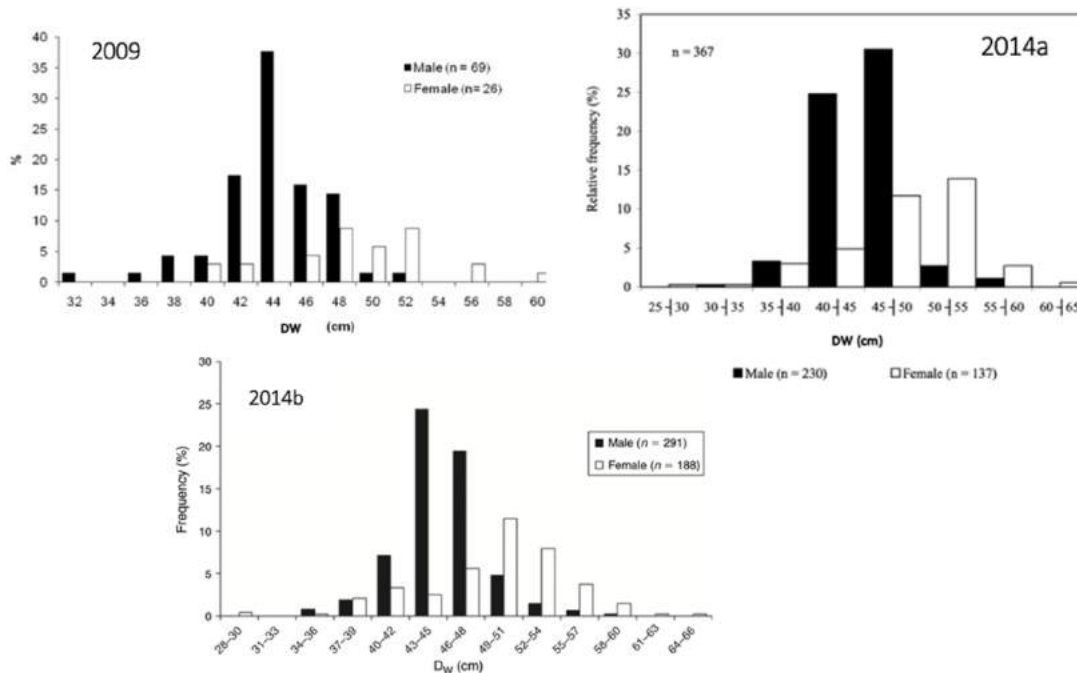 2009
40
35
30
25
20
15
10
5
0
%
Male (n = 69)
Female (n= 26)
32 34 36 38 40 42 44 46 48 50 52 54 56 58 60
DW (cm)
2014a
n = 367
35
30
25
20
15
10
5
0
Relative frequency (%)
25 30 30 35 35 40 40 45 45 50 50 55 55 60 60 65
DW (cm)
Male (n = 230) Female (n = 137)
2014b
30
25
20
15
10
5
0
Frequency (%)
Male (n = 291)
Female (n = 188)
28–30 31–33 34–36 37–39 40–42 43–45 46–48 49–51 52–54 55–57 58–60 61–63 64–66
DW (cm)